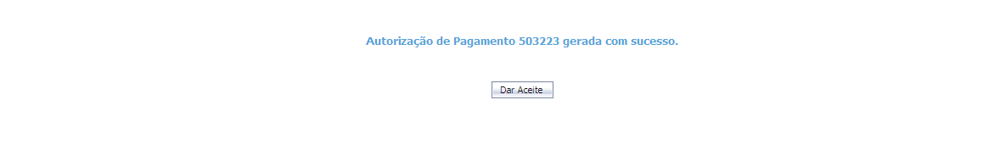 Autorização de Pagamento 503223 gerada com sucesso.
Dar Aceite